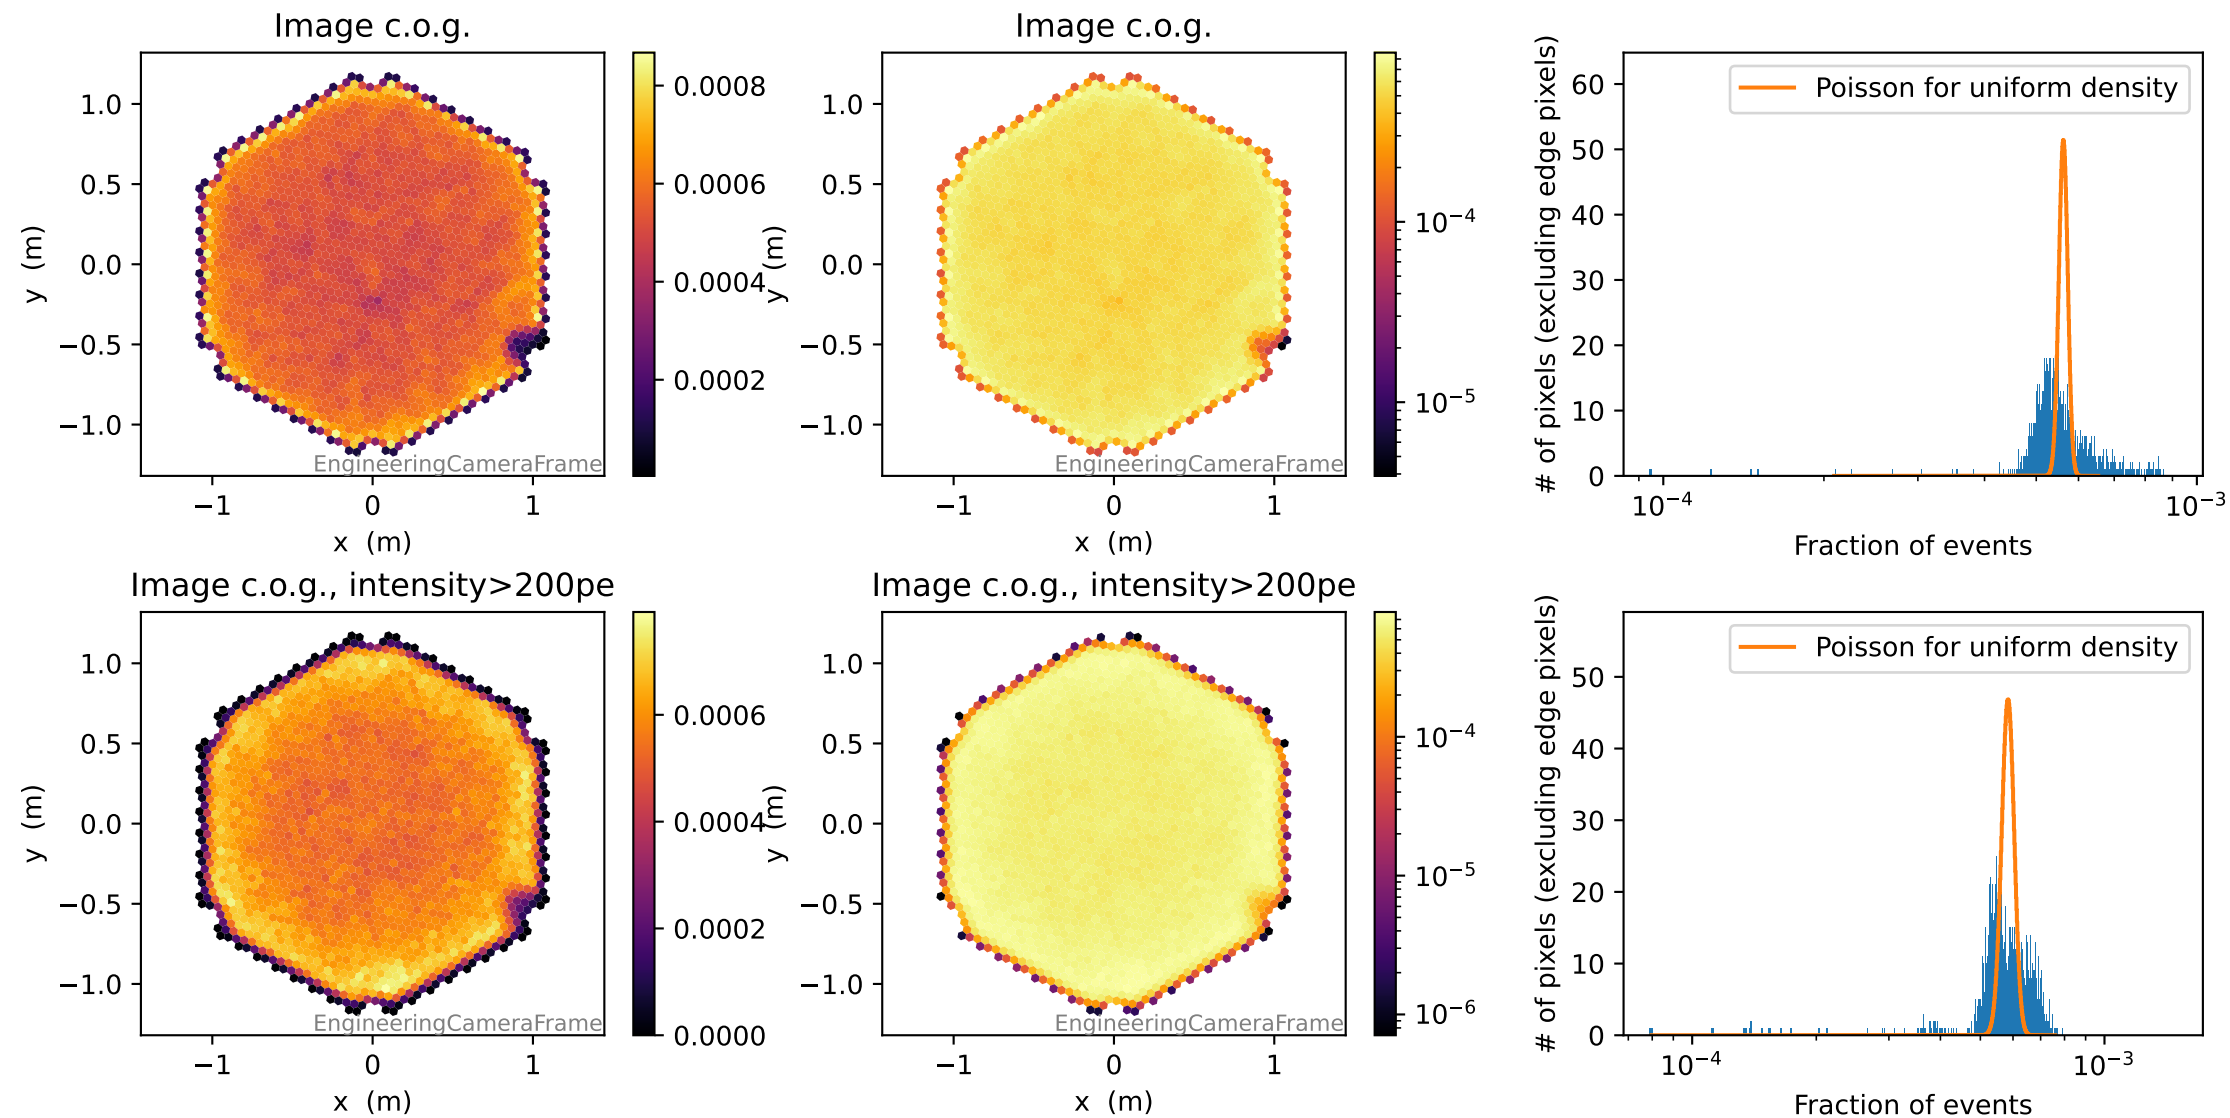 Image c.o.g.
y (m)
1.0
0.5
0.0
−0.5
−1.0
−1
0
1
x (m)
EngineeringCameraFrame
0.0008
0.0006
0.0004
0.0002
Image c.o.g.
y (m)
1.0
0.5
0.0
−0.5
−1.0
−1
0
1
x (m)
EngineeringCameraFrame
10⁻⁴
10⁻⁵
# of pixels (excluding edge pixels)
60
50
40
30
20
10
0
Poisson for uniform density
10⁻⁴
10⁻³
Fraction of events
Image c.o.g., intensity>200pe
y (m)
1.0
0.5
0.0
−0.5
−1.0
−1
0
1
x (m)
EngineeringCameraFrame
0.0006
0.0004
0.0002
0.0000
Image c.o.g., intensity>200pe
y (m)
1.0
0.5
0.0
−0.5
−1.0
−1
0
1
x (m)
EngineeringCameraFrame
10⁻⁴
10⁻⁵
10⁻⁶
# of pixels (excluding edge pixels)
50
40
30
20
10
0
Poisson for uniform density
10⁻⁴
10⁻³
Fraction of events